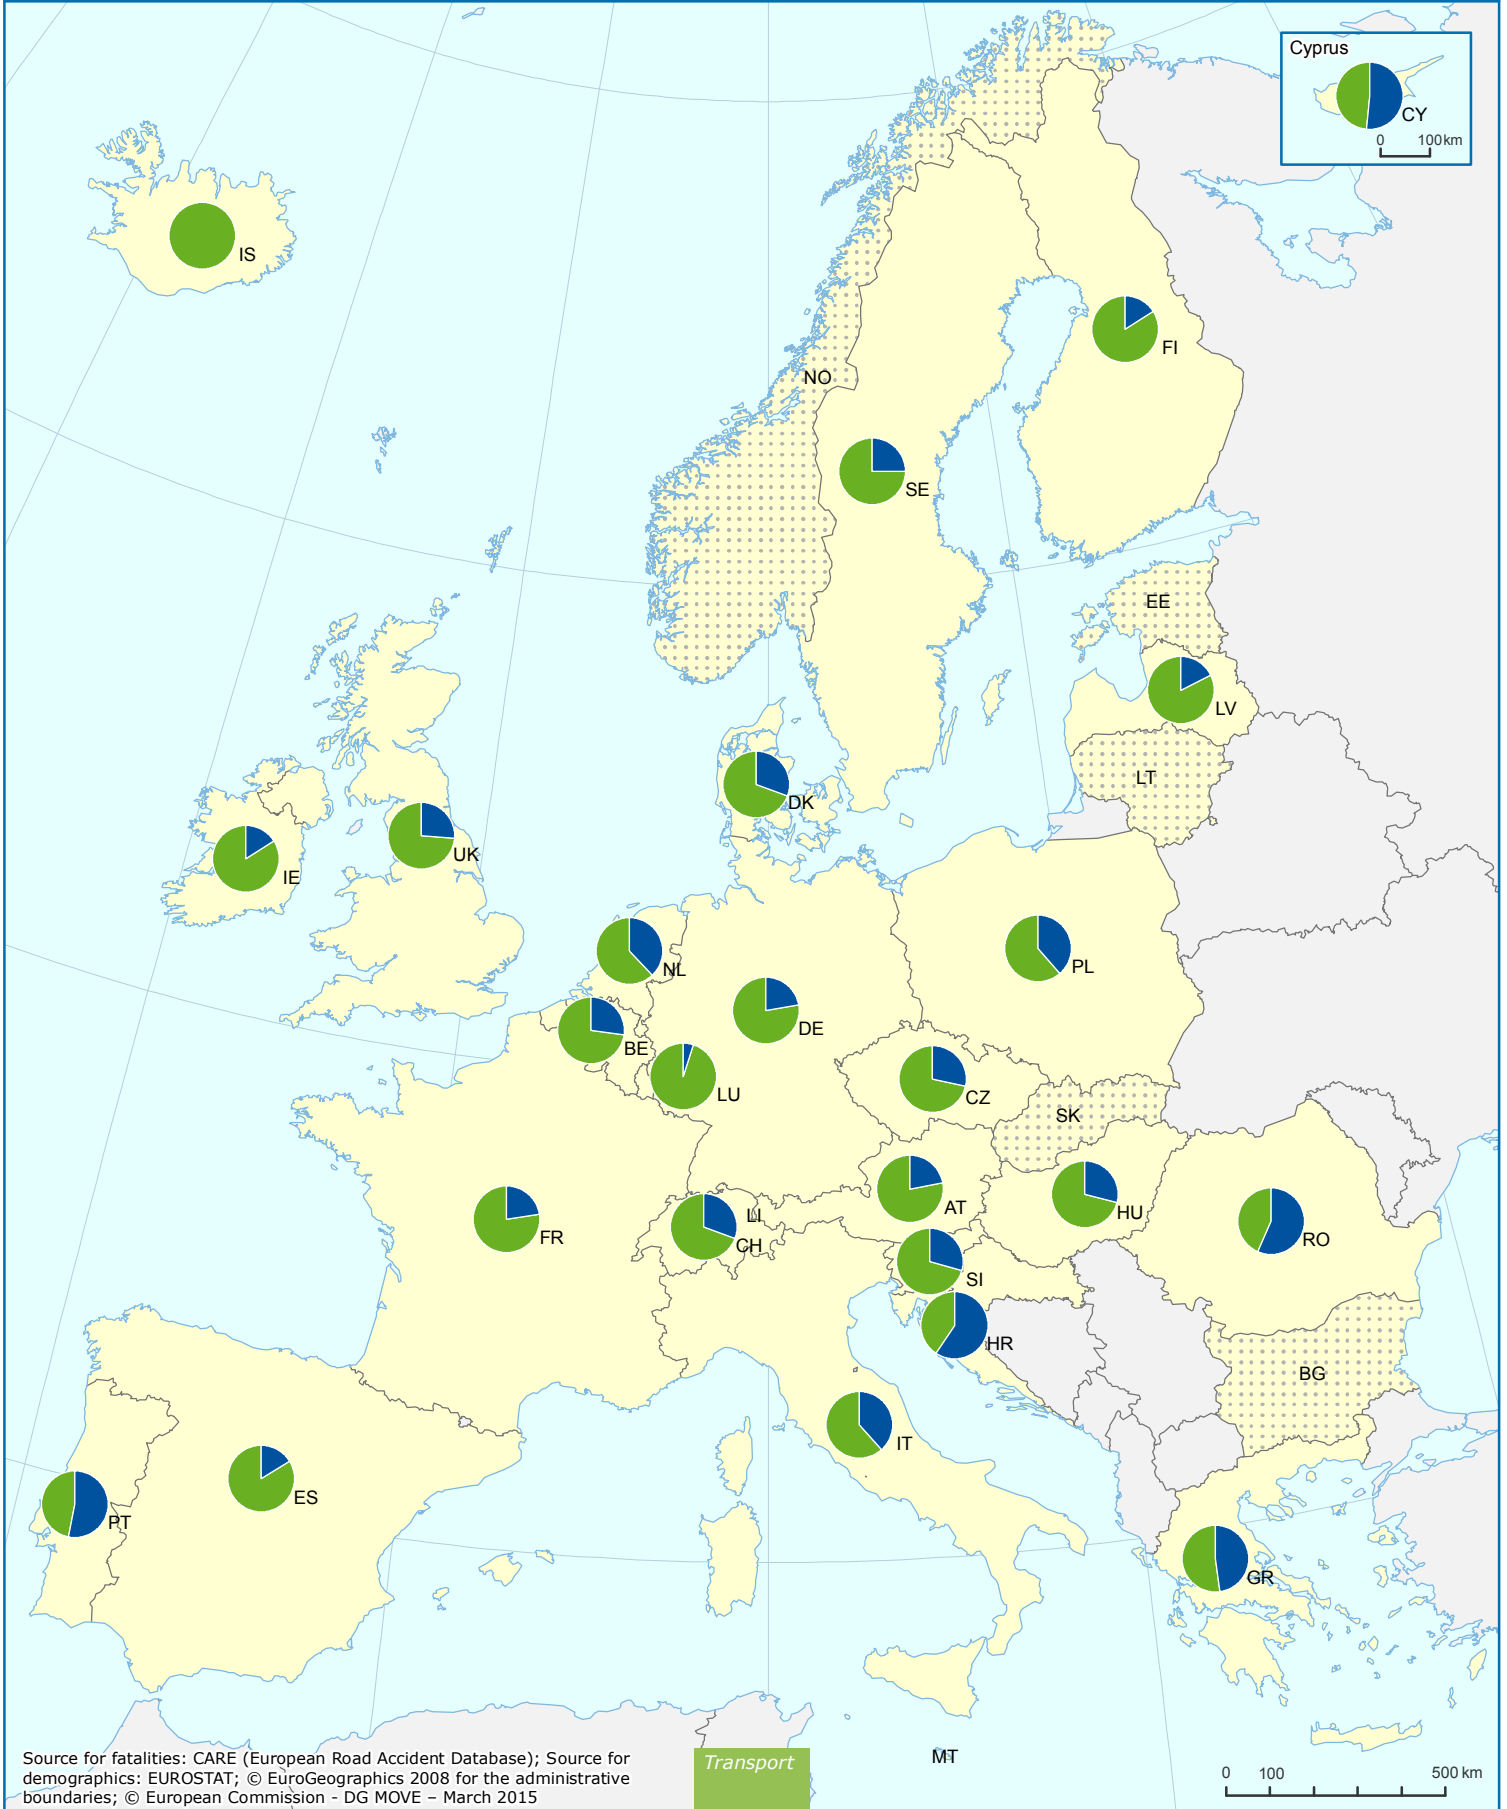 Cyprus
CY
0 100km
IS
FI
NO
SE
EE
LV
LT
DK
UK
IE
NL
PL
DE
BE
LU
CZ
SK
AT
HU
LI
CH
FR
RO
SI
HR
BG
IT
ES
PT
GR
MT
Source for fatalities: CARE (European Road Accident Database); Source for
demographics: EUROSTAT; © EuroGeographics 2008 for the administrative
boundaries; © European Commission - DG MOVE – March 2015
Transport
0 100 500 km